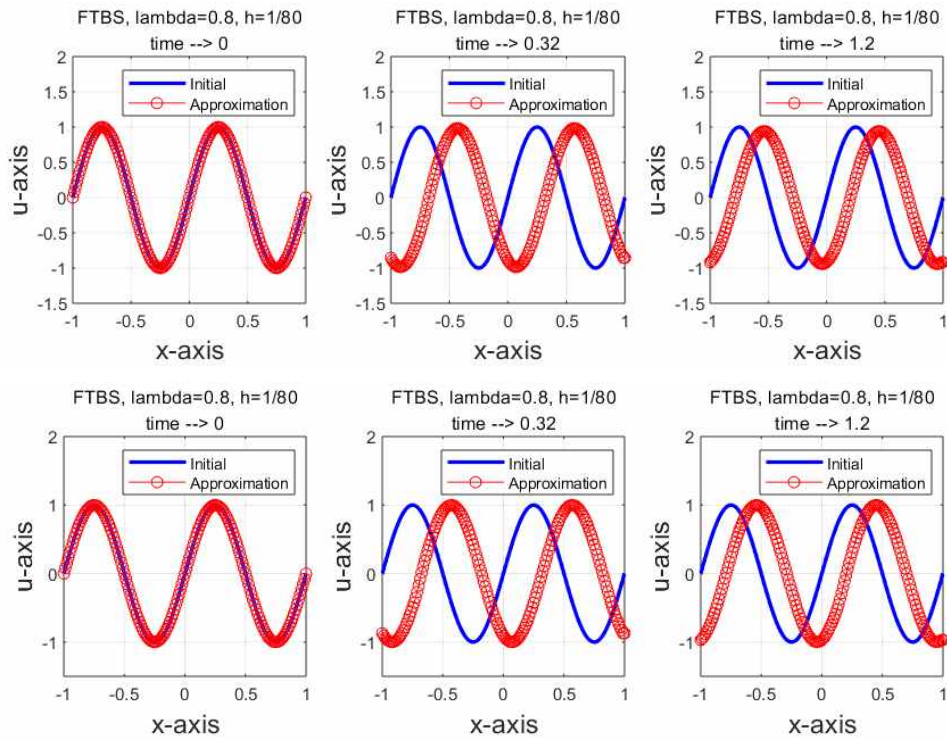 FTBS, lambda=0.8, h=1/80
time --> 0
2
1.5
1
0.5
0
-0.5
-1
-1.5
u-axis
Initial
Approximation
-1 -0.5 0 0.5 1
x-axis
FTBS, lambda=0.8, h=1/80
time --> 0.32
2
1.5
1
0.5
0
-0.5
-1
-1.5
u-axis
Initial
Approximation
-1 -0.5 0 0.5 1
x-axis
FTBS, lambda=0.8, h=1/80
time --> 1.2
2
1.5
1
0.5
0
-0.5
-1
-1.5
u-axis
Initial
Approximation
-1 -0.5 0 0.5 1
x-axis
FTBS, lambda=0.8, h=1/80
time --> 0
2
1
0
-1
u-axis
Initial
Approximation
-1 -0.5 0 0.5 1
x-axis
FTBS, lambda=0.8, h=1/80
time --> 0.32
2
1
0
-1
u-axis
Initial
Approximation
-1 -0.5 0 0.5 1
x-axis
FTBS, lambda=0.8, h=1/80
time --> 1.2
2
1
0
-1
u-axis
Initial
Approximation
-1 -0.5 0 0.5 1
x-axis